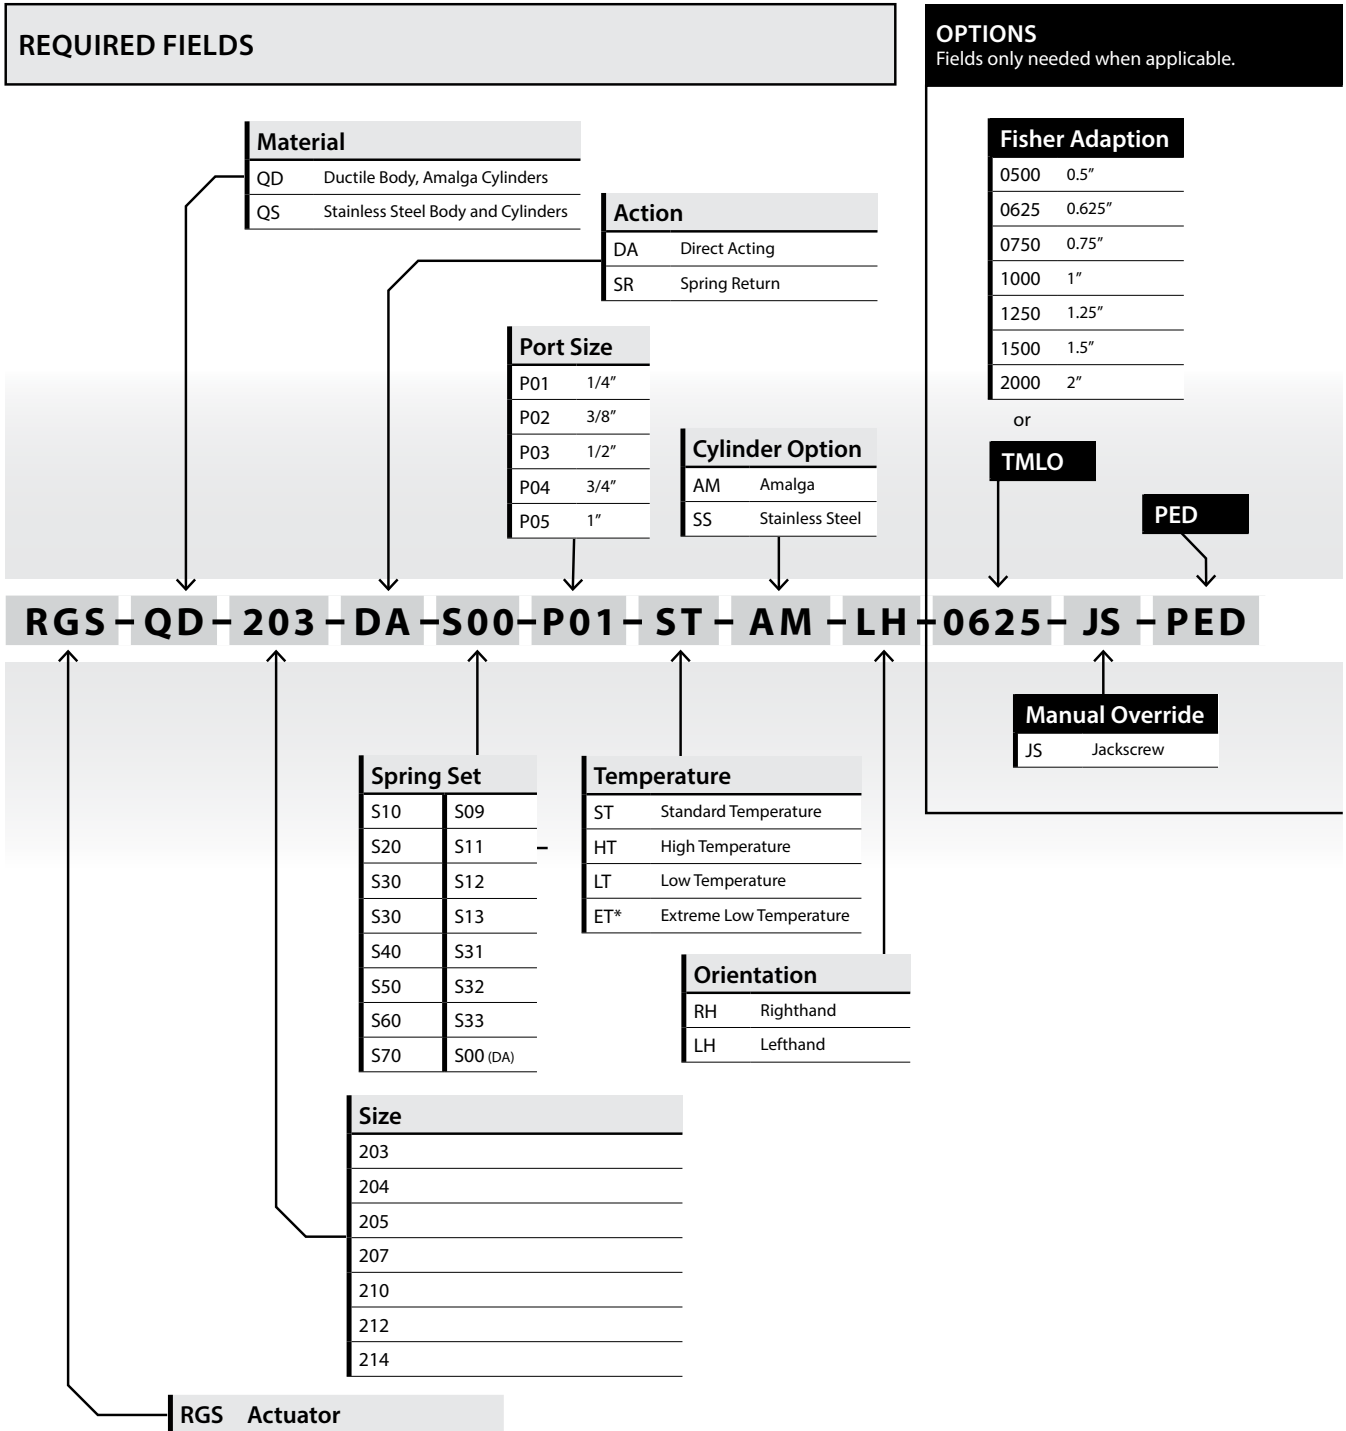 REQUIRED FIELDS
OPTIONS
Fields only needed when applicable.
Material
QD Ductile Body, Amalga Cylinders
QS Stainless Steel Body and Cylinders
Action
DA Direct Acting
SR Spring Return
Port Size
P01 1/4”
P02 3/8”
P03 1/2”
P04 3/4”
P05 1”
Cylinder Option
AM Amalga
SS Stainless Steel
Fisher Adaption
0500 0.5”
0625 0.625”
0750 0.75”
1000 1”
1250 1.25”
1500 1.5”
2000 2”
or
TMLO
PED
RGS - QD - 203 - DA - S00 - P01 - ST - AM - LH - 0625 - JS - PED
Manual Override
JS Jackscrew
Spring Set
S10 S09
S20 S11 –
S30 S12
S30 S13
S40 S31
S50 S32
S60 S33
S70 S00 (DA)
Temperature
ST Standard Temperature
HT High Temperature
LT Low Temperature
ET* Extreme Low Temperature
Orientation
RH Righthand
LH Lefthand
Size
203
204
205
207
210
212
214
RGS Actuator